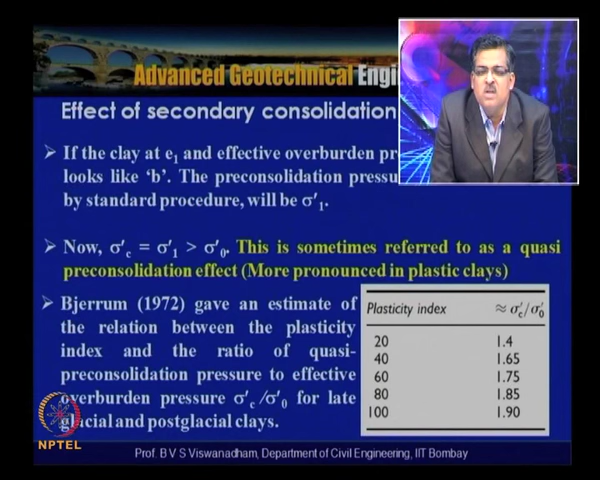 Advanced Geotechnical Engi
Effect of secondary consolidation
➢ If the clay at e₁ and effective overburden pr
looks like ‘b’. The preconsolidation pressu
by standard procedure, will be σ′₁.
➢ Now, σ′c = σ′₁ > σ′₀. This is sometimes referred to as a quasi
preconsolidation effect (More pronounced in plastic clays)
➢ Bjerrum (1972) gave an estimate of
the relation between the plasticity
index and the ratio of quasi-
preconsolidation pressure to effective
overburden pressure σ′c /σ′₀ for late
glacial and postglacial clays.
Plasticity index ≈ σ′c/σ′₀
20 1.4
40 1.65
60 1.75
80 1.85
100 1.90
NPTEL
Prof. B V S Viswanadham, Department of Civil Engineering, IIT Bombay